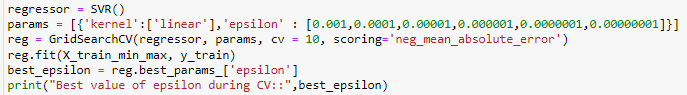 regressor = SVR()
params = [{'kernel':['linear'],'epsilon' : [0.001,0.0001,0.00001,0.000001,0.0000001,0.00000001]}]
reg = GridSearchCV(regressor, params, cv = 10, scoring='neg_mean_absolute_error')
reg.fit(X_train_min_max, y_train)
best_epsilon = reg.best_params_['epsilon']
print("Best value of epsilon during CV::",best_epsilon)